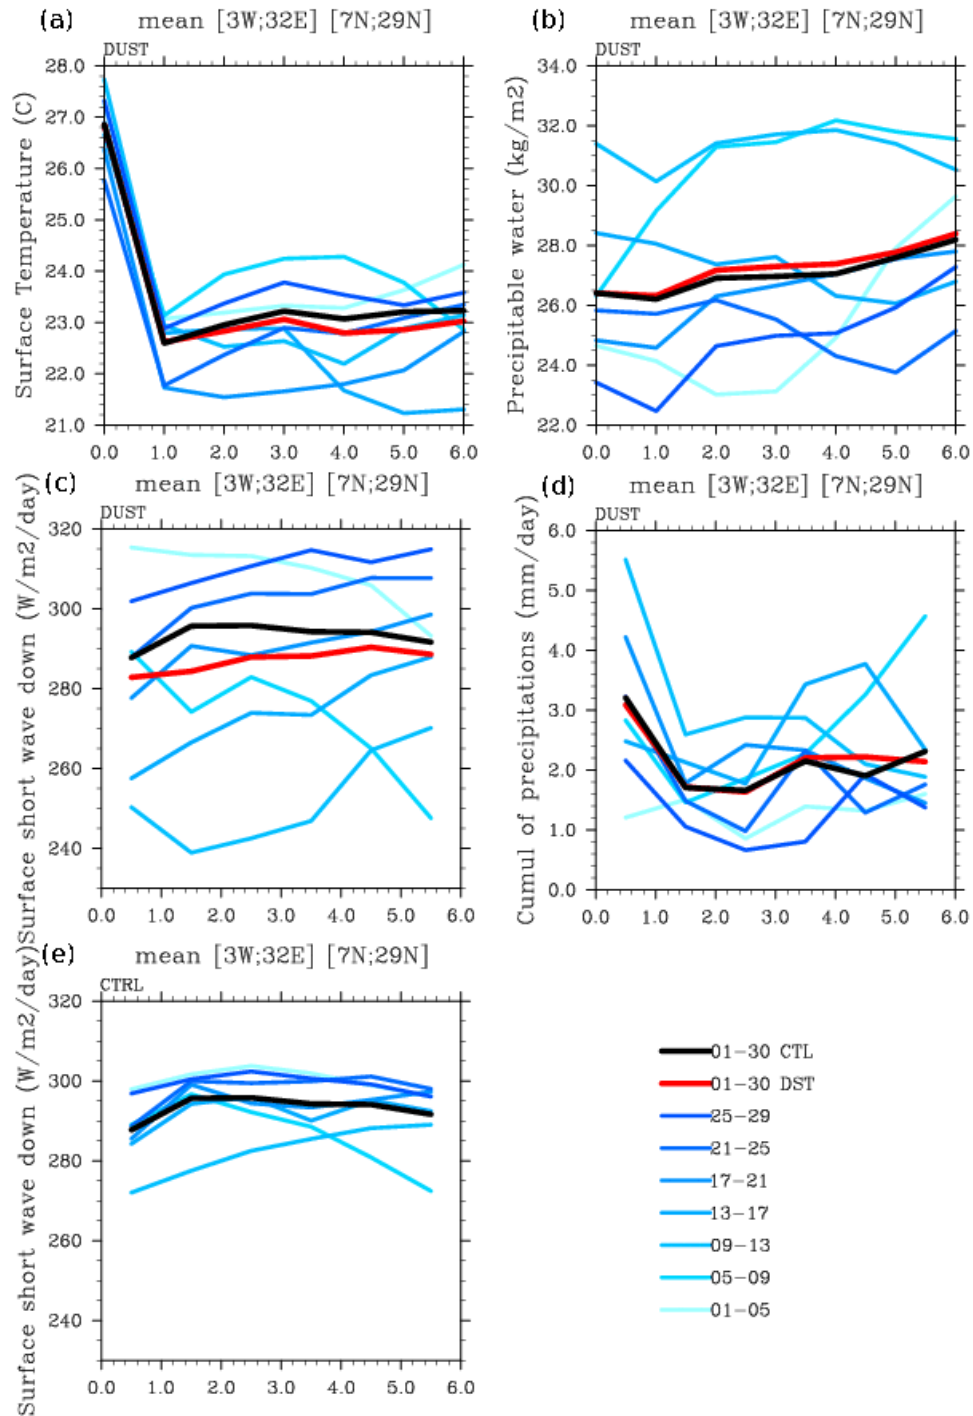 (a) mean [3W;32E] [7N;29N]
DUST
Surface Temperature (C)
28.0
27.0
26.0
25.0
24.0
23.0
22.0
21.0
0.0 1.0 2.0 3.0 4.0 5.0 6.0
(b) mean [3W;32E] [7N;29N]
DUST
Precipitable water (kg/m2)
34.0
32.0
30.0
28.0
26.0
24.0
22.0
0.0 1.0 2.0 3.0 4.0 5.0 6.0
(c) mean [3W;32E] [7N;29N]
DUST
Surface short wave down (W/m2/day)
320
300
280
260
240
0.0 1.0 2.0 3.0 4.0 5.0 6.0
(d) mean [3W;32E] [7N;29N]
DUST
Cumul of precipitations (mm/day)
6.0
5.0
4.0
3.0
2.0
1.0
0.0
0.0 1.0 2.0 3.0 4.0 5.0 6.0
(e) mean [3W;32E] [7N;29N]
CTRL
Surface short wave down (W/m2/day)
320
300
280
260
240
0.0 1.0 2.0 3.0 4.0 5.0 6.0
01-30 CTL
01-30 DST
25-29
21-25
17-21
13-17
09-13
05-09
01-05